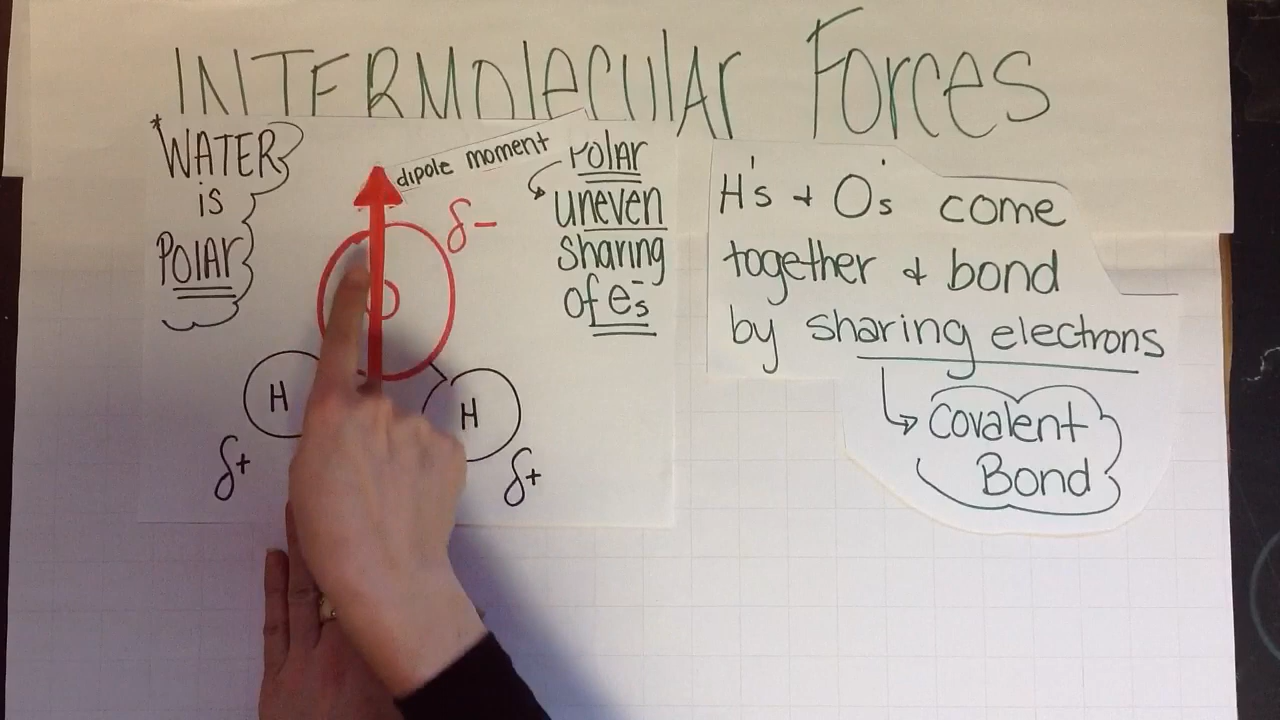 INTERMolecular Forces
*WATER
is
POLAR
dipole moment
δ-
O
H
H
δ+
δ+
POLAR
uneven
sharing
of e⁻s
H's + O's come
together & bond
by sharing electrons
Covalent
Bond